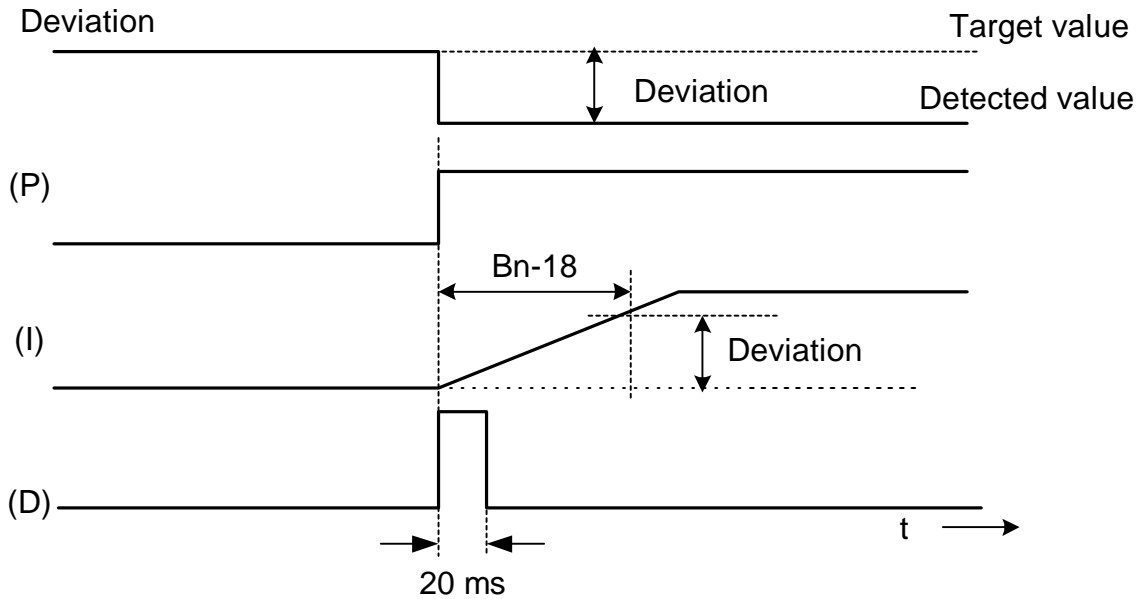 Deviation
Target value
Deviation
Detected value
(P)
Bn-18
(I)
Deviation
(D)
t
20 ms